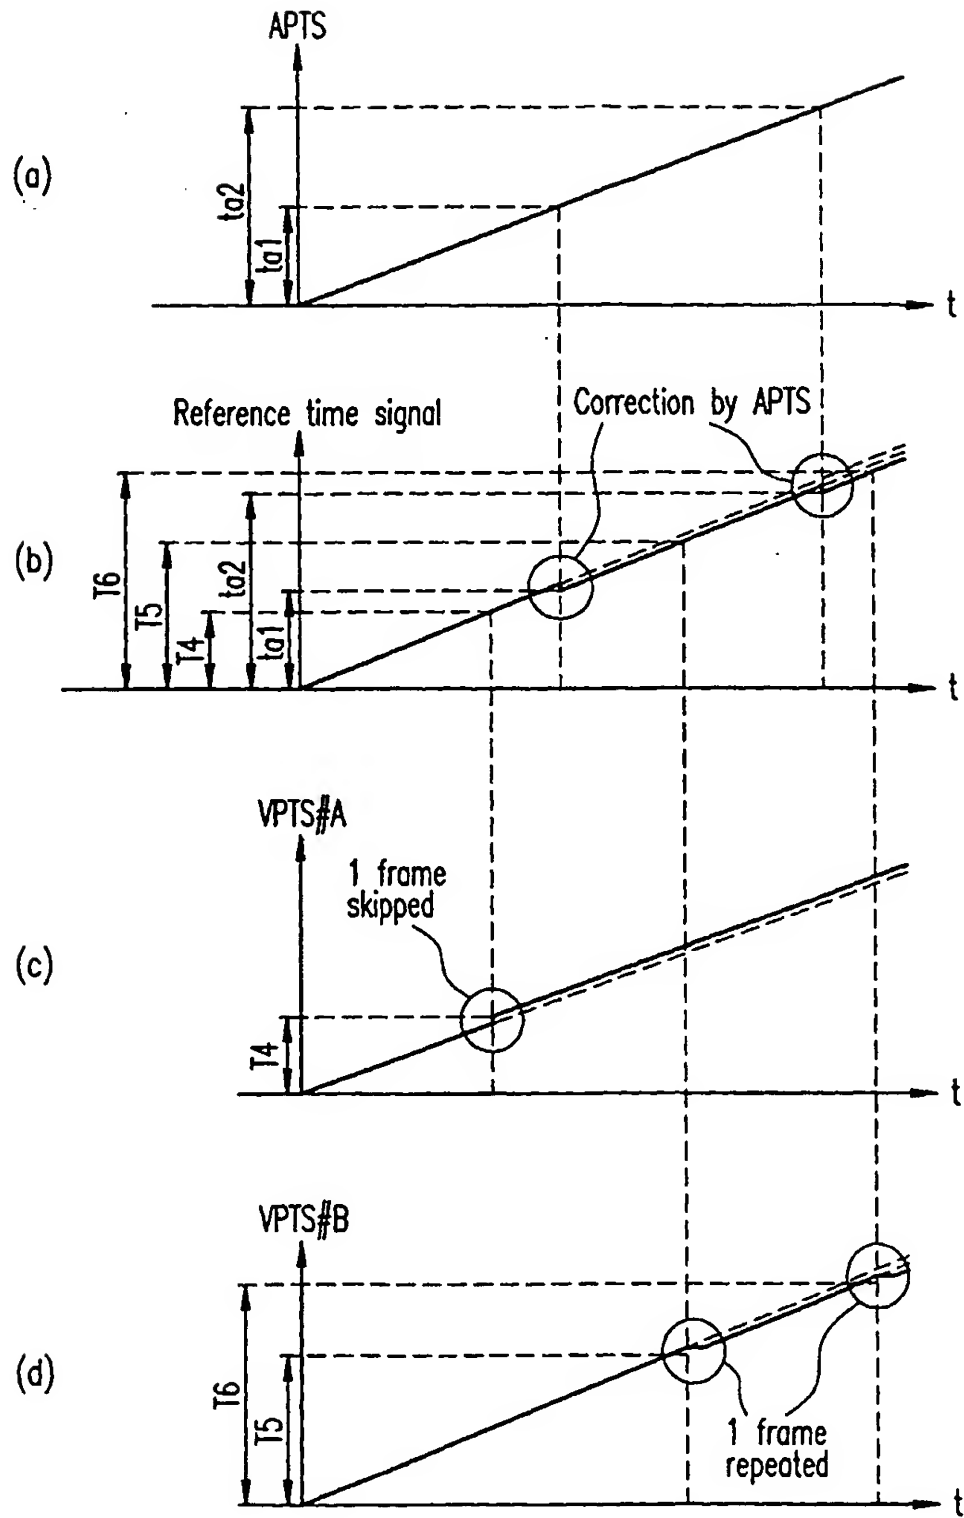 APTS
(a)
ta2
ta1
t
Reference time signal
Correction by APTS
(b)
T6
T5
T4
ta2
ta1
t
VPTS#A
1 frame
skipped
(c)
T4
t
VPTS#B
(d)
T6
T5
1 frame
repeated
t